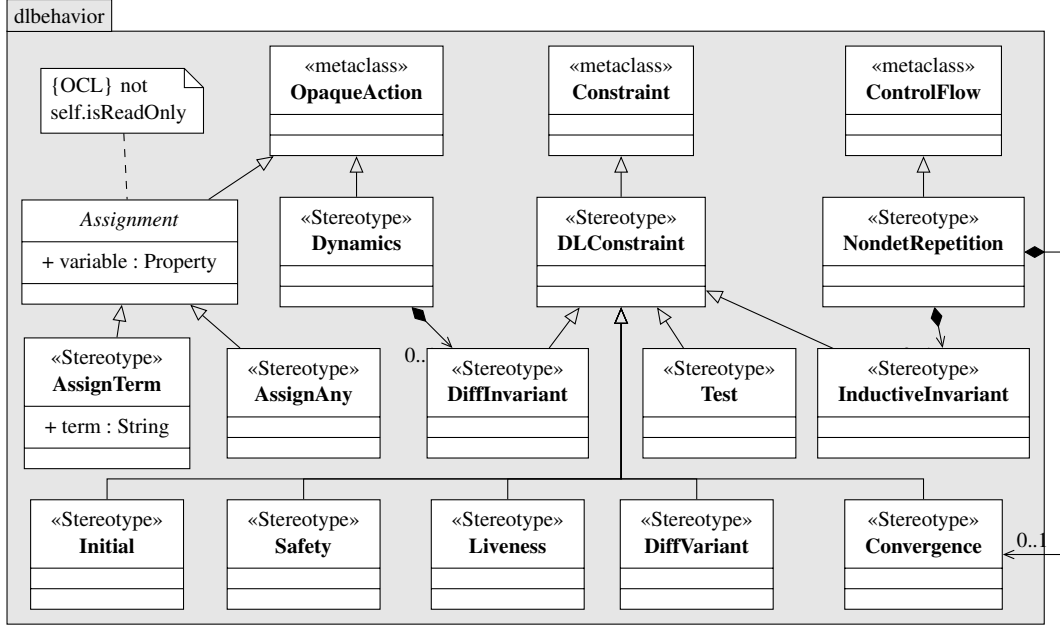 dlbehavior
{OCL} not
self.isReadOnly
«metaclass»
OpaqueAction
«metaclass»
Constraint
«metaclass»
ControlFlow
Assignment
+ variable : Property
«Stereotype»
Dynamics
«Stereotype»
DLConstraint
«Stereotype»
NondetRepetition
«Stereotype»
AssignTerm
+ term : String
«Stereotype»
AssignAny
0..
«Stereotype»
DiffInvariant
«Stereotype»
Test
«Stereotype»
InductiveInvariant
«Stereotype»
Initial
«Stereotype»
Safety
«Stereotype»
Liveness
«Stereotype»
DiffVariant
«Stereotype»
Convergence
0..1